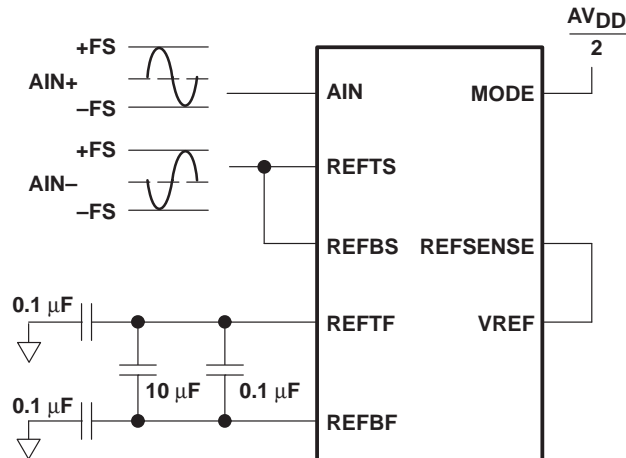 +FS
AIN+
–FS
+FS
AIN–
–FS
AVDD
2
AIN
MODE
REFTS
REFBS
REFSENSE
0.1 μF
REFTF
VREF
10 μF
0.1 μF
0.1 μF
REFBF